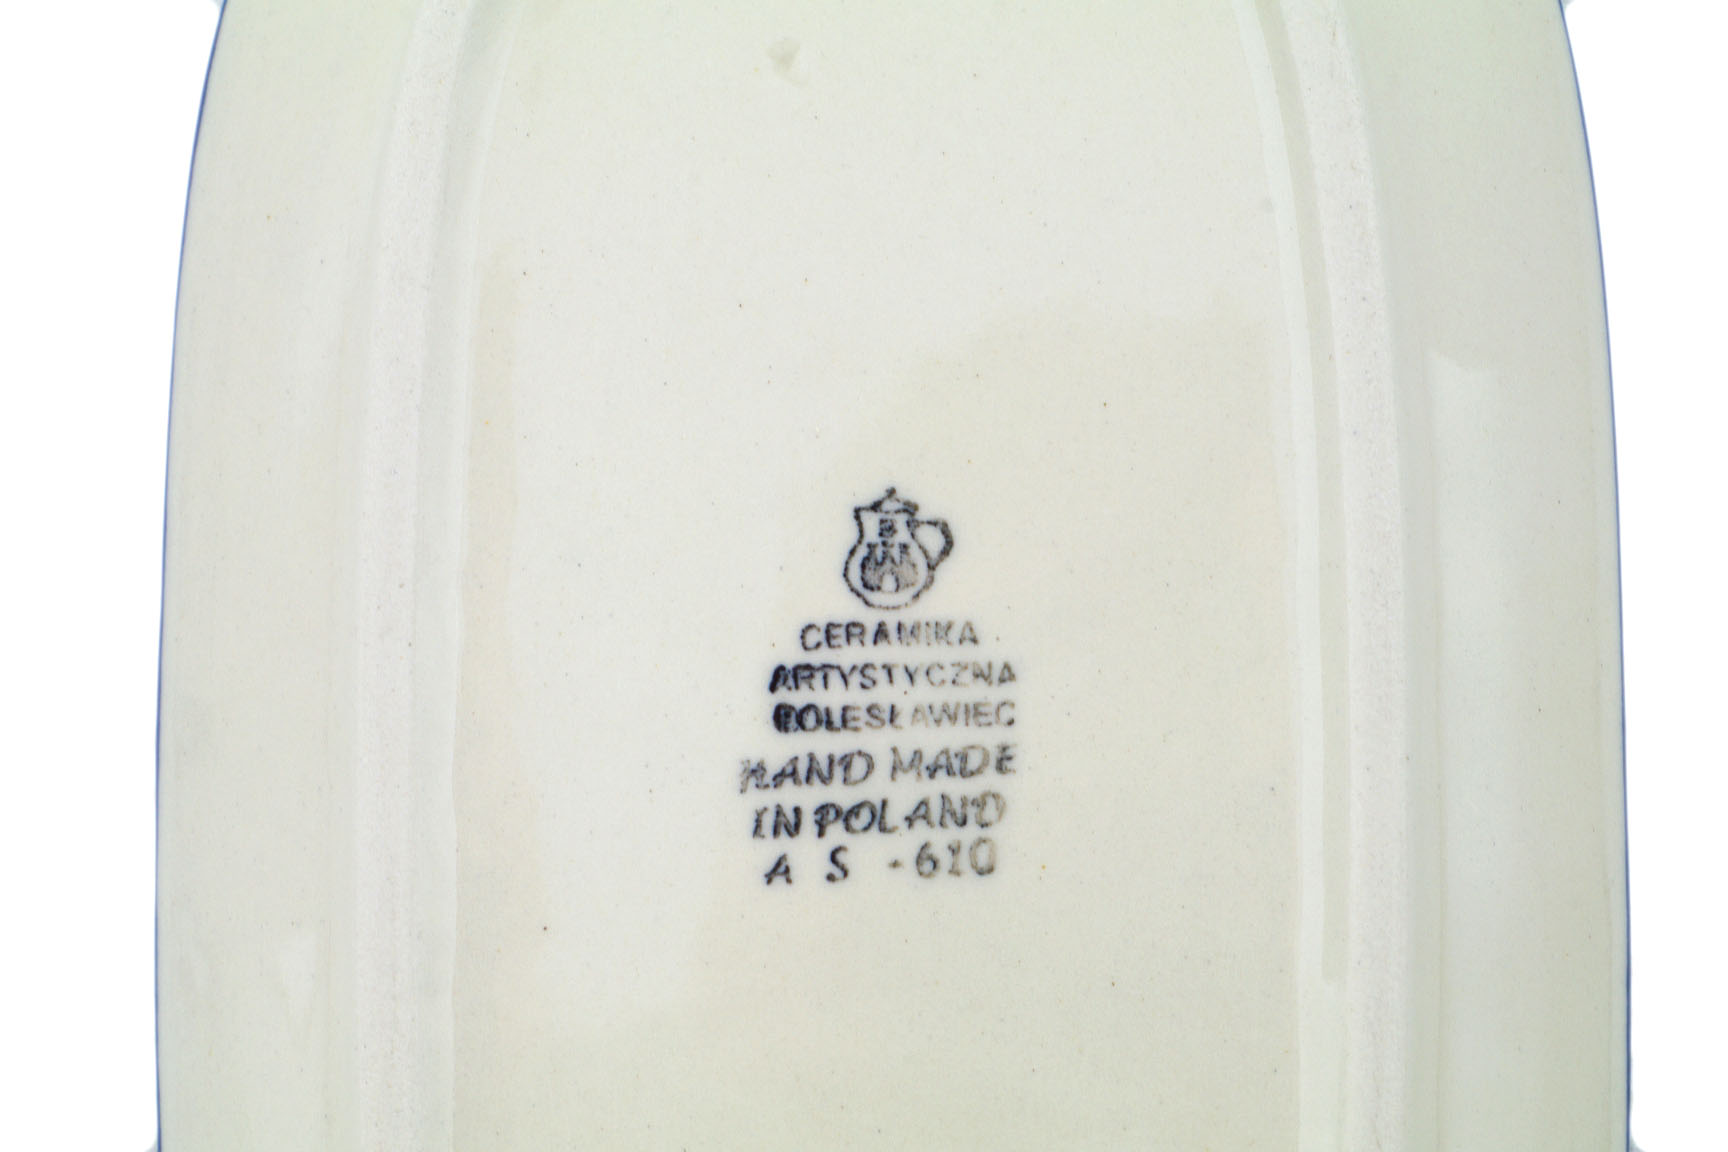 B
CERAMIKA
ARTYSTYCZNA
BOLESŁAWIEC
HAND MADE
IN POLAND
A S -610